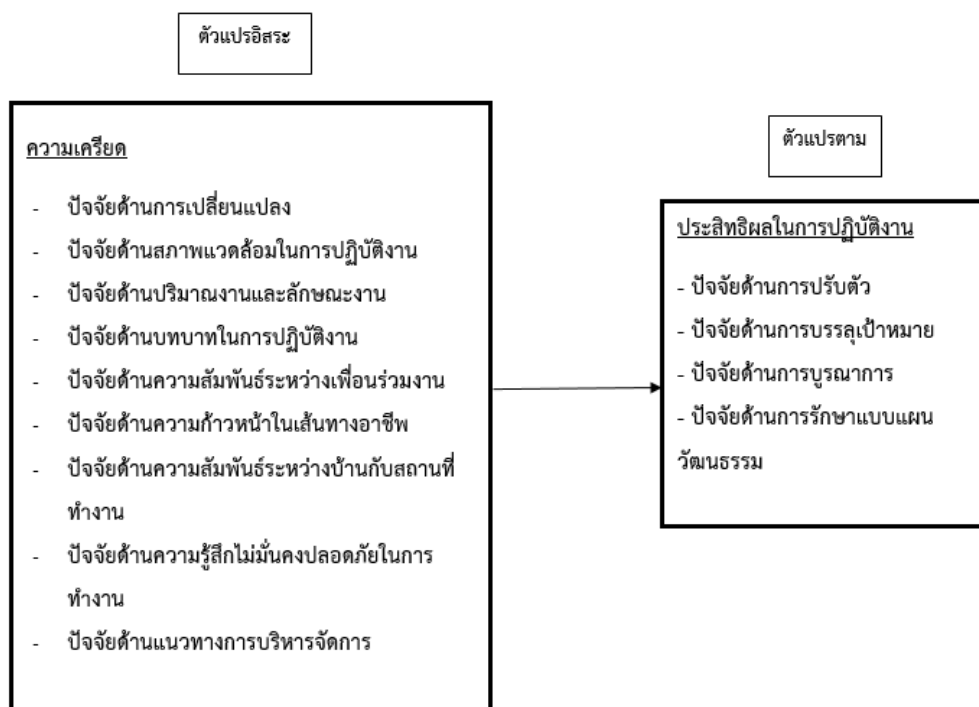 ตัวแปรอิสระ
ความเครียด
- ปัจจัยด้านการเปลี่ยนแปลง
- ปัจจัยด้านสภาพแวดล้อมในการปฏิบัติงาน
- ปัจจัยด้านปริมาณงานและลักษณะงาน
- ปัจจัยด้านบทบาทในการปฏิบัติงาน
- ปัจจัยด้านความสัมพันธ์ระหว่างเพื่อนร่วมงาน
- ปัจจัยด้านความก้าวหน้าในเส้นทางอาชีพ
- ปัจจัยด้านความสัมพันธ์ระหว่างบ้านกับสถานที่
ทำงาน
- ปัจจัยด้านความรู้สึกไม่มั่นคงปลอดภัยในการ
ทำงาน
- ปัจจัยด้านแนวทางการบริหารจัดการ
ตัวแปรตาม
ประสิทธิผลในการปฏิบัติงาน
- ปัจจัยด้านการปรับตัว
- ปัจจัยด้านการบรรลุเป้าหมาย
- ปัจจัยด้านการบูรณาการ
- ปัจจัยด้านการรักษาแบบแผน
วัฒนธรรม